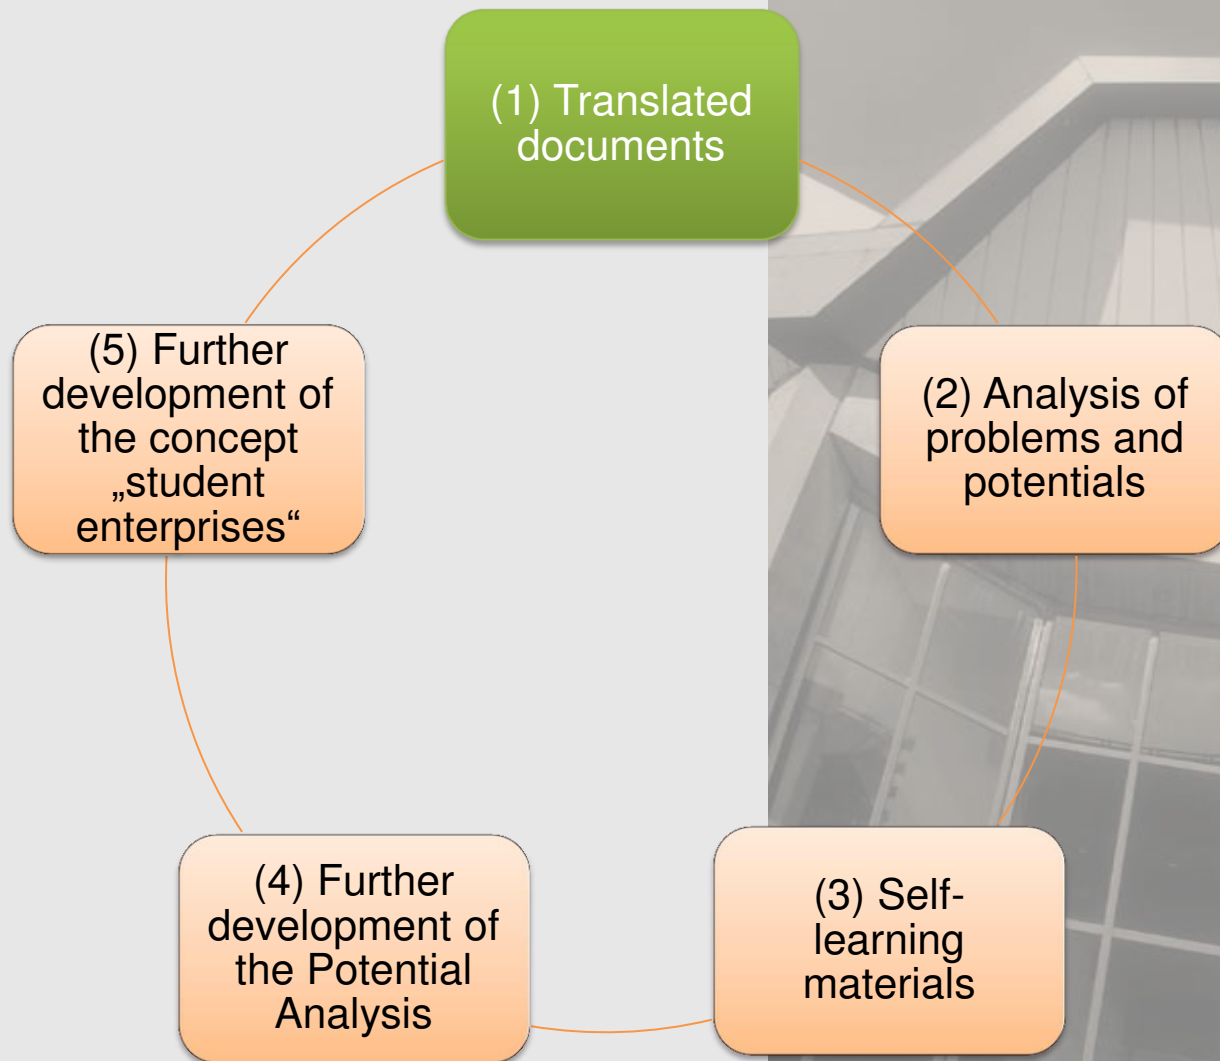 (1) Translated
documents
(2) Analysis of
problems and
potentials
(3) Self-
learning
materials
(4) Further
development of
the Potential
Analysis
(5) Further
development of
the concept
„student
enterprises“